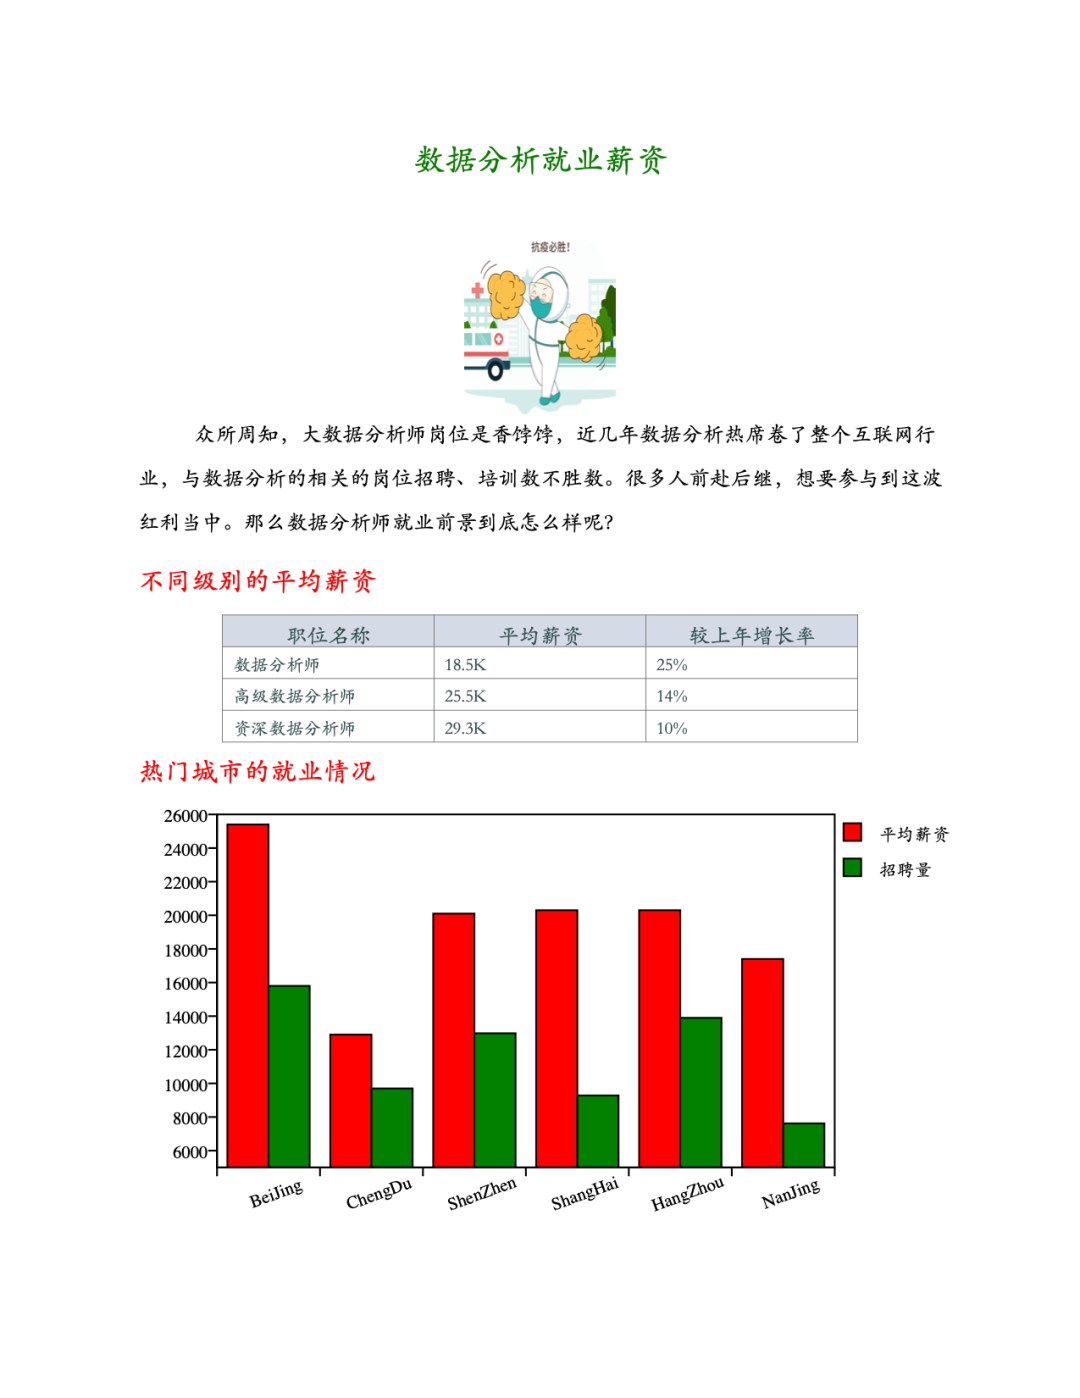 数据分析就业薪资
抗疫必胜!
众所周知，大数据分析师岗位是香饽饽，近几年数据分析热席卷了整个互联网行
业，与数据分析的相关的岗位招聘、培训数不胜数。很多人前赴后继，想要参与到这波
红利当中。那么数据分析师就业前景到底怎么样呢?
不同级别的平均薪资
职位名称 平均薪资 较上年增长率
数据分析师 18.5K 25%
高级数据分析师 25.5K 14%
资深数据分析师 29.3K 10%
热门城市的就业情况
26000
24000
22000
20000
18000
16000
14000
12000
10000
8000
6000
平均薪资
招聘量
BeiJing ChengDu ShenZhen ShangHai HangZhou NanJing